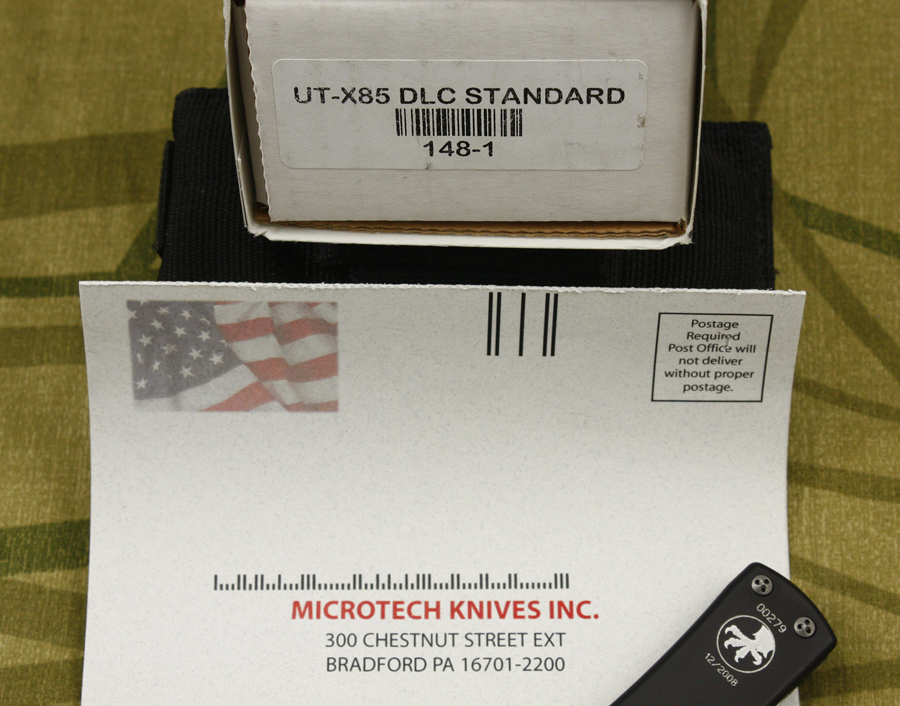 UT-X85 DLC STANDARD
148-1
Postage
Required
Post Office will
not deliver
without proper
postage.
MICROTECH KNIVES INC.
300 CHESTNUT STREET EXT
BRADFORD PA 16701-2200
00279
12/2008